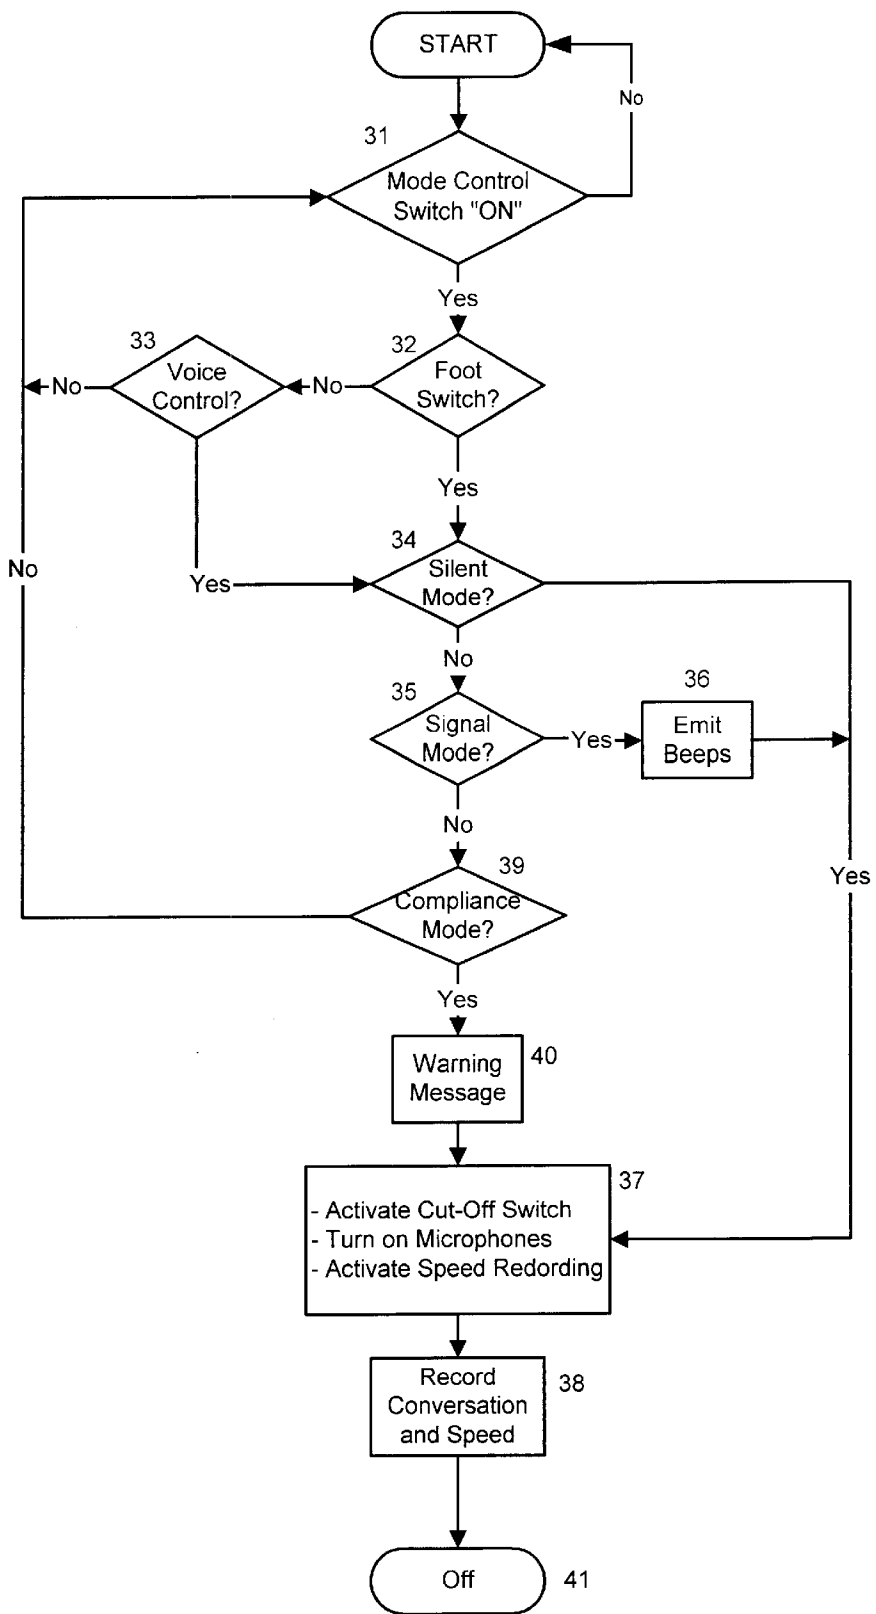 START
No
31
Mode Control
Switch "ON"
Yes
33
32
Voice
Control?
Foot
Switch?
No
No
Yes
34
No
Silent
Mode?
Yes
No
36
35
Signal
Mode?
Yes
Emit
Beeps
No
39
Yes
Compliance
Mode?
Yes
40
Warning
Message
37
- Activate Cut-Off Switch
- Turn on Microphones
- Activate Speed Redording
Record
Conversation
and Speed
38
Off
41